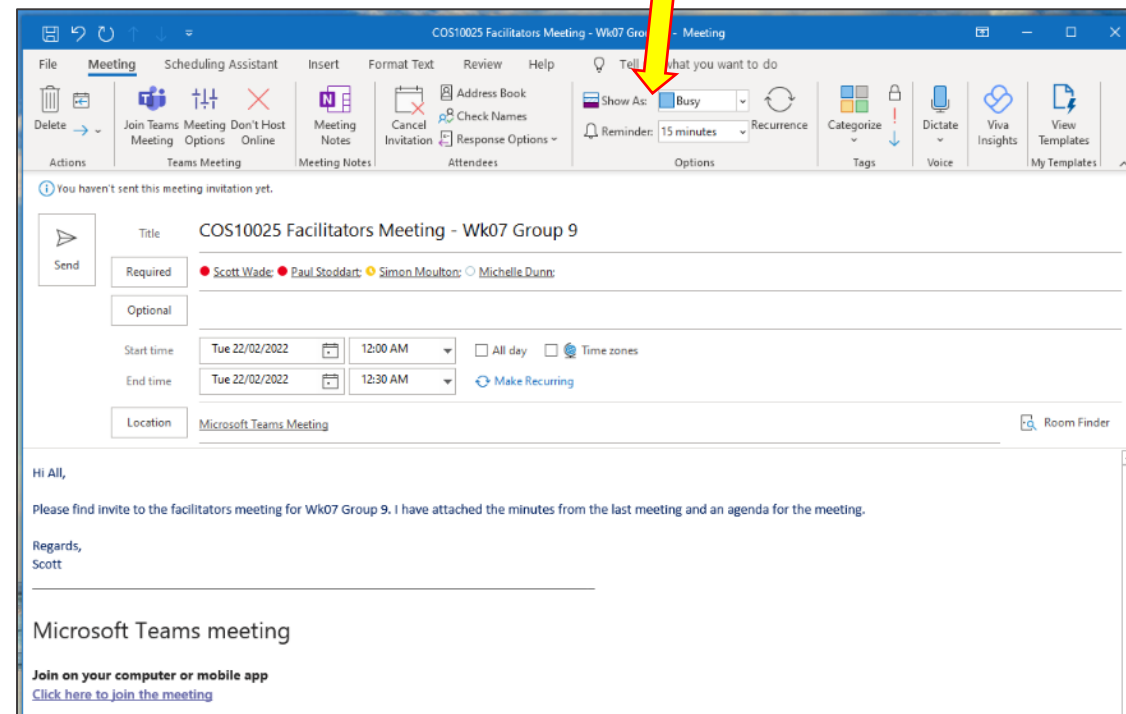 COS10025 Facilitators Meeting - Wk07 - Meeting
File Meeting Scheduling Assistant Insert Format Text Review Help Tell what you want to do
Delete
Join Teams Meeting
Meeting Options
Don't Host Online
Meeting Notes
Cancel Invitation
Address Book
Check Names
Response Options
Show As: Busy
Reminder: 15 minutes
Recurrence
Categorize
Dictate
Viva Insights
View Templates
Actions Teams Meeting Meeting Notes Attendees Options Tags Voice My Templates
You haven't sent this meeting invitation yet.
Send
Title COS10025 Facilitators Meeting - Wk07 Group 9
Required Scott Wade; Paul Stoddart; Simon Moulton; Michelle Dunn;
Optional
Start time Tue 22/02/2022 12:00 AM All day Time zones
End time Tue 22/02/2022 12:30 AM Make Recurring
Location Microsoft Teams Meeting Room Finder
Hi All,
Please find invite to the facilitators meeting for Wk07 Group 9. I have attached the minutes from the last meeting and an agenda for the meeting.
Regards,
Scott
Microsoft Teams meeting
Join on your computer or mobile app
Click here to join the meeting